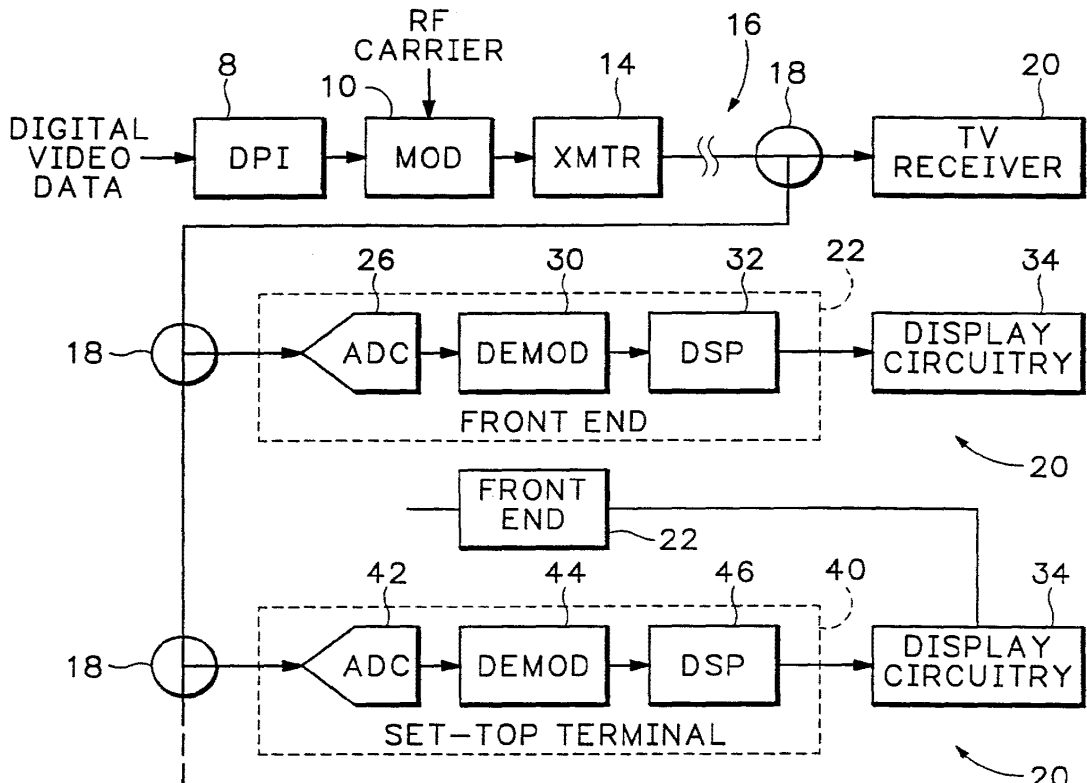 RF
CARRIER
16
8
10
14
18
20
DIGITAL
VIDEO
DATA
DPI
MOD
XMTR
TV
RECEIVER
26
30
32
22
34
18
ADC
DEMOD
DSP
DISPLAY
CIRCUITRY
FRONT END
20
FRONT
END
22
42
44
46
40
34
18
ADC
DEMOD
DSP
DISPLAY
CIRCUITRY
SET-TOP TERMINAL
20